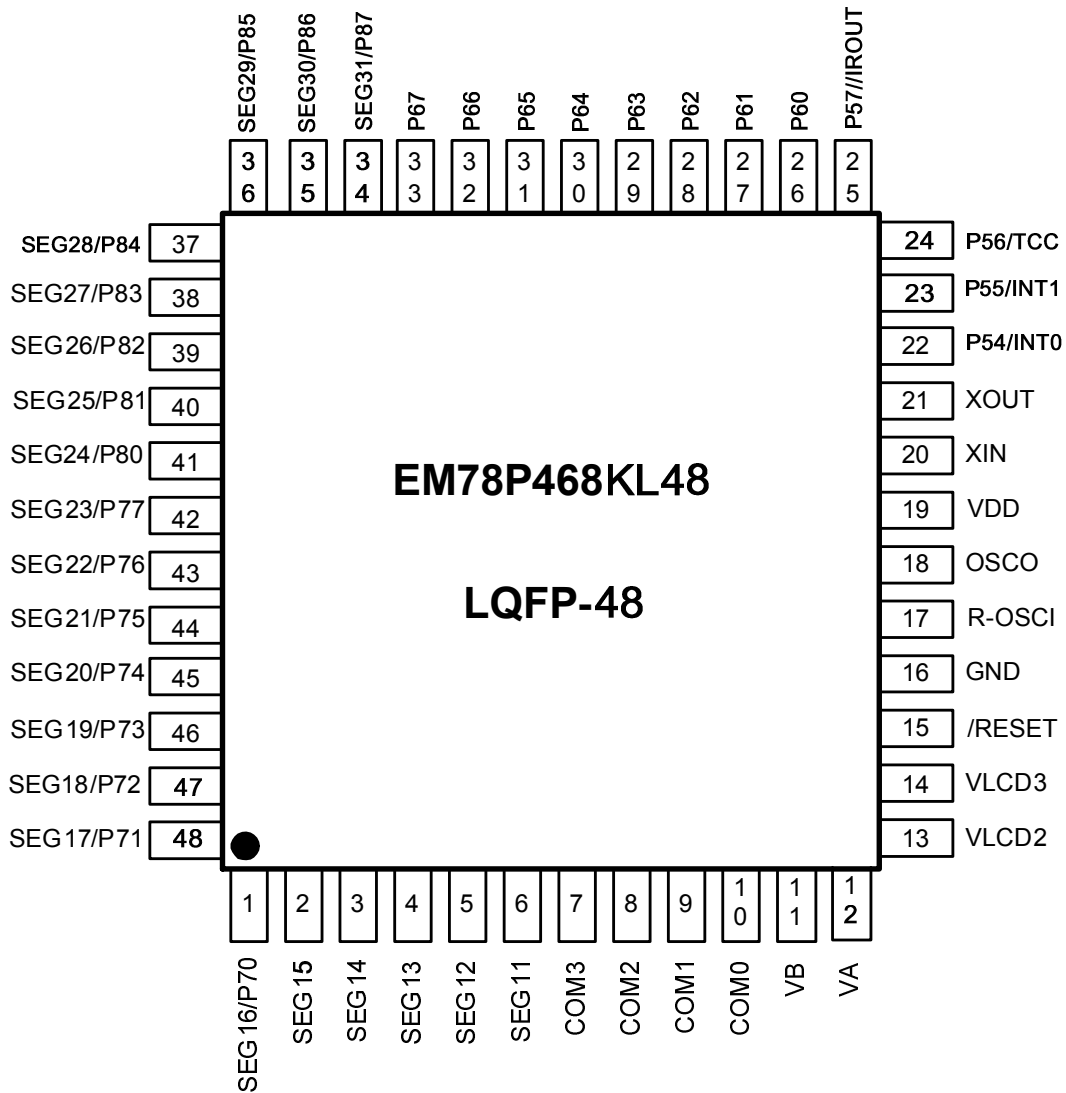 SEG29/P85
SEG30/P86
SEG31/P87
P67
P66
P65
P64
P63
P62
P61
P60
P57//IROUT
36
35
34
33
32
31
30
29
28
27
26
25
SEG28/P84 37
SEG27/P83 38
SEG26/P82 39
SEG25/P81 40
SEG24/P80 41
SEG23/P77 42
SEG22/P76 43
SEG21/P75 44
SEG20/P74 45
SEG19/P73 46
SEG18/P72 47
SEG17/P71 48
EM78P468KL48
LQFP-48
24 P56/TCC
23 P55/INT1
22 P54/INT0
21 XOUT
20 XIN
19 VDD
18 OSCO
17 R-OSCI
16 GND
15 /RESET
14 VLCD3
13 VLCD2
1
2
3
4
5
6
7
8
9
10
11
12
SEG16/P70
SEG15
SEG14
SEG13
SEG12
SEG11
COM3
COM2
COM1
COM0
VB
VA